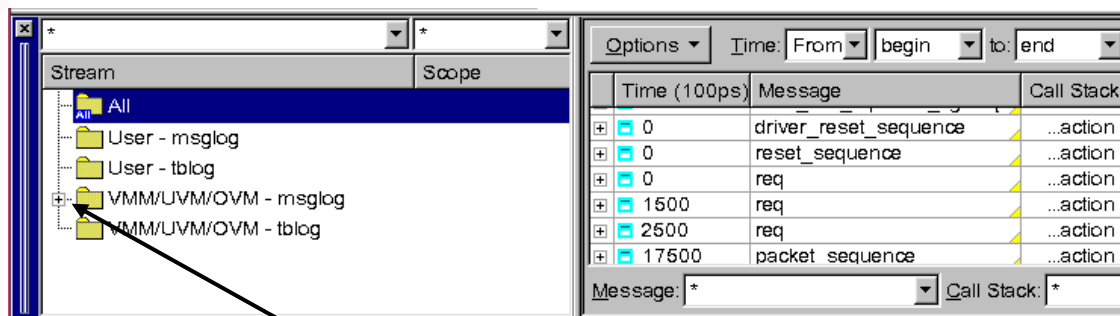 *
*
Stream Scope
All
All
User - msglog
User - tblog
VMM/UVM/OVM - msglog
VMM/UVM/OVM - tblog
Options Time: From begin to: end
Time (100ps) Message Call Stack
0 driver_reset_sequence ...action
0 reset_sequence ...action
0 req ...action
1500 req ...action
2500 req ...action
17500 packet_sequence ...action
Message: * Call Stack: *